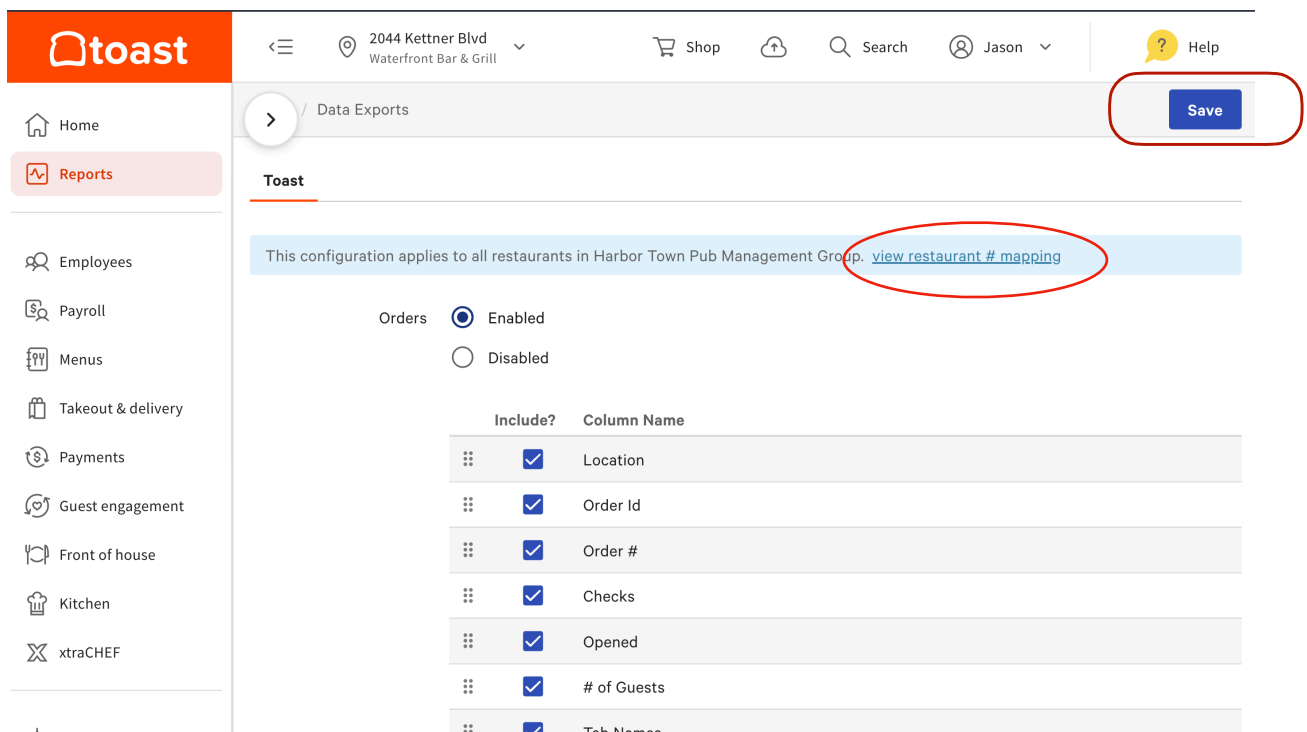 toast
2044 Kettner Blvd
Waterfront Bar & Grill
Shop
Search
Jason
? Help
/ Data Exports
Save
Home
Reports
Employees
Payroll
Menus
Takeout & delivery
Payments
Guest engagement
Front of house
Kitchen
xtraCHEF
Toast
This configuration applies to all restaurants in Harbor Town Pub Management Group. view restaurant # mapping
Orders Enabled
Disabled
Include? Column Name
Location
Order Id
Order #
Checks
Opened
# of Guests
Tab Names